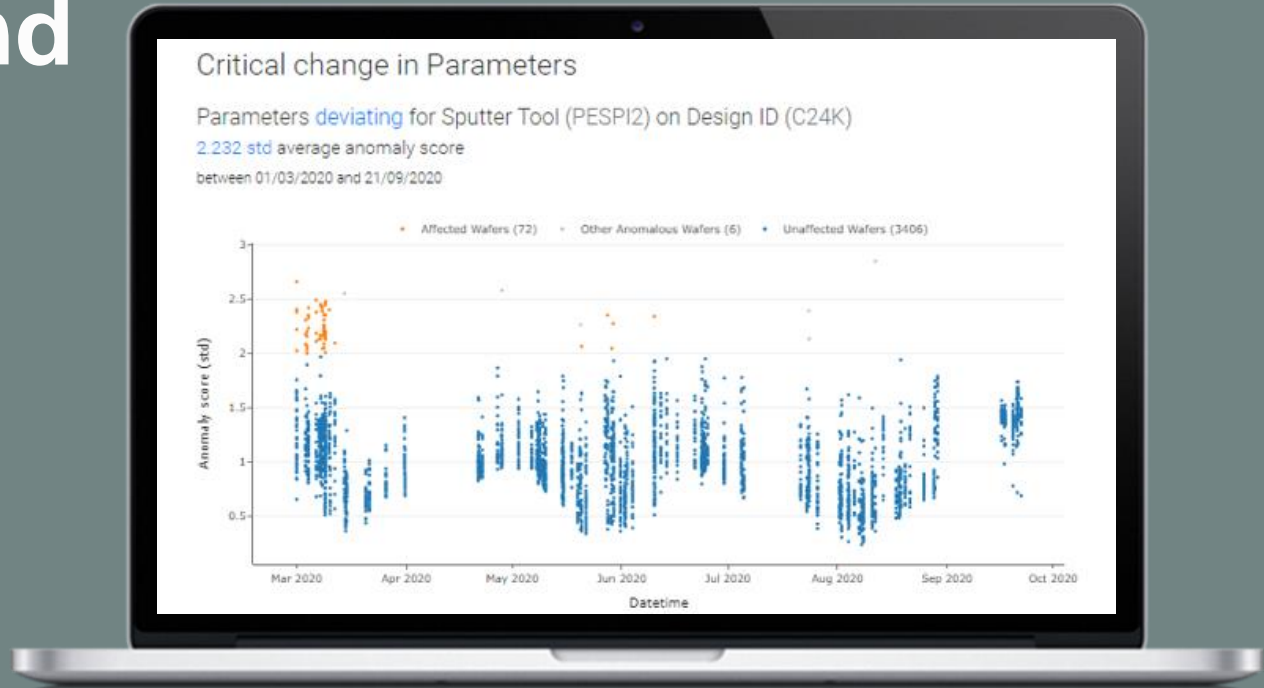 nd
Critical change in Parameters
Parameters deviating for Sputter Tool (PESPI2) on Design ID (C24K)
2.232 std average anomaly score
between 01/03/2020 and 21/09/2020
Affected Wafers (72) Other Anomalous Wafers (6) Unaffected Wafers (3406)
3
2.5
2
1.5
1
0.5
Anomaly score (std)
Mar 2020 Apr 2020 May 2020 Jun 2020 Jul 2020 Aug 2020 Sep 2020 Oct 2020
Datetime